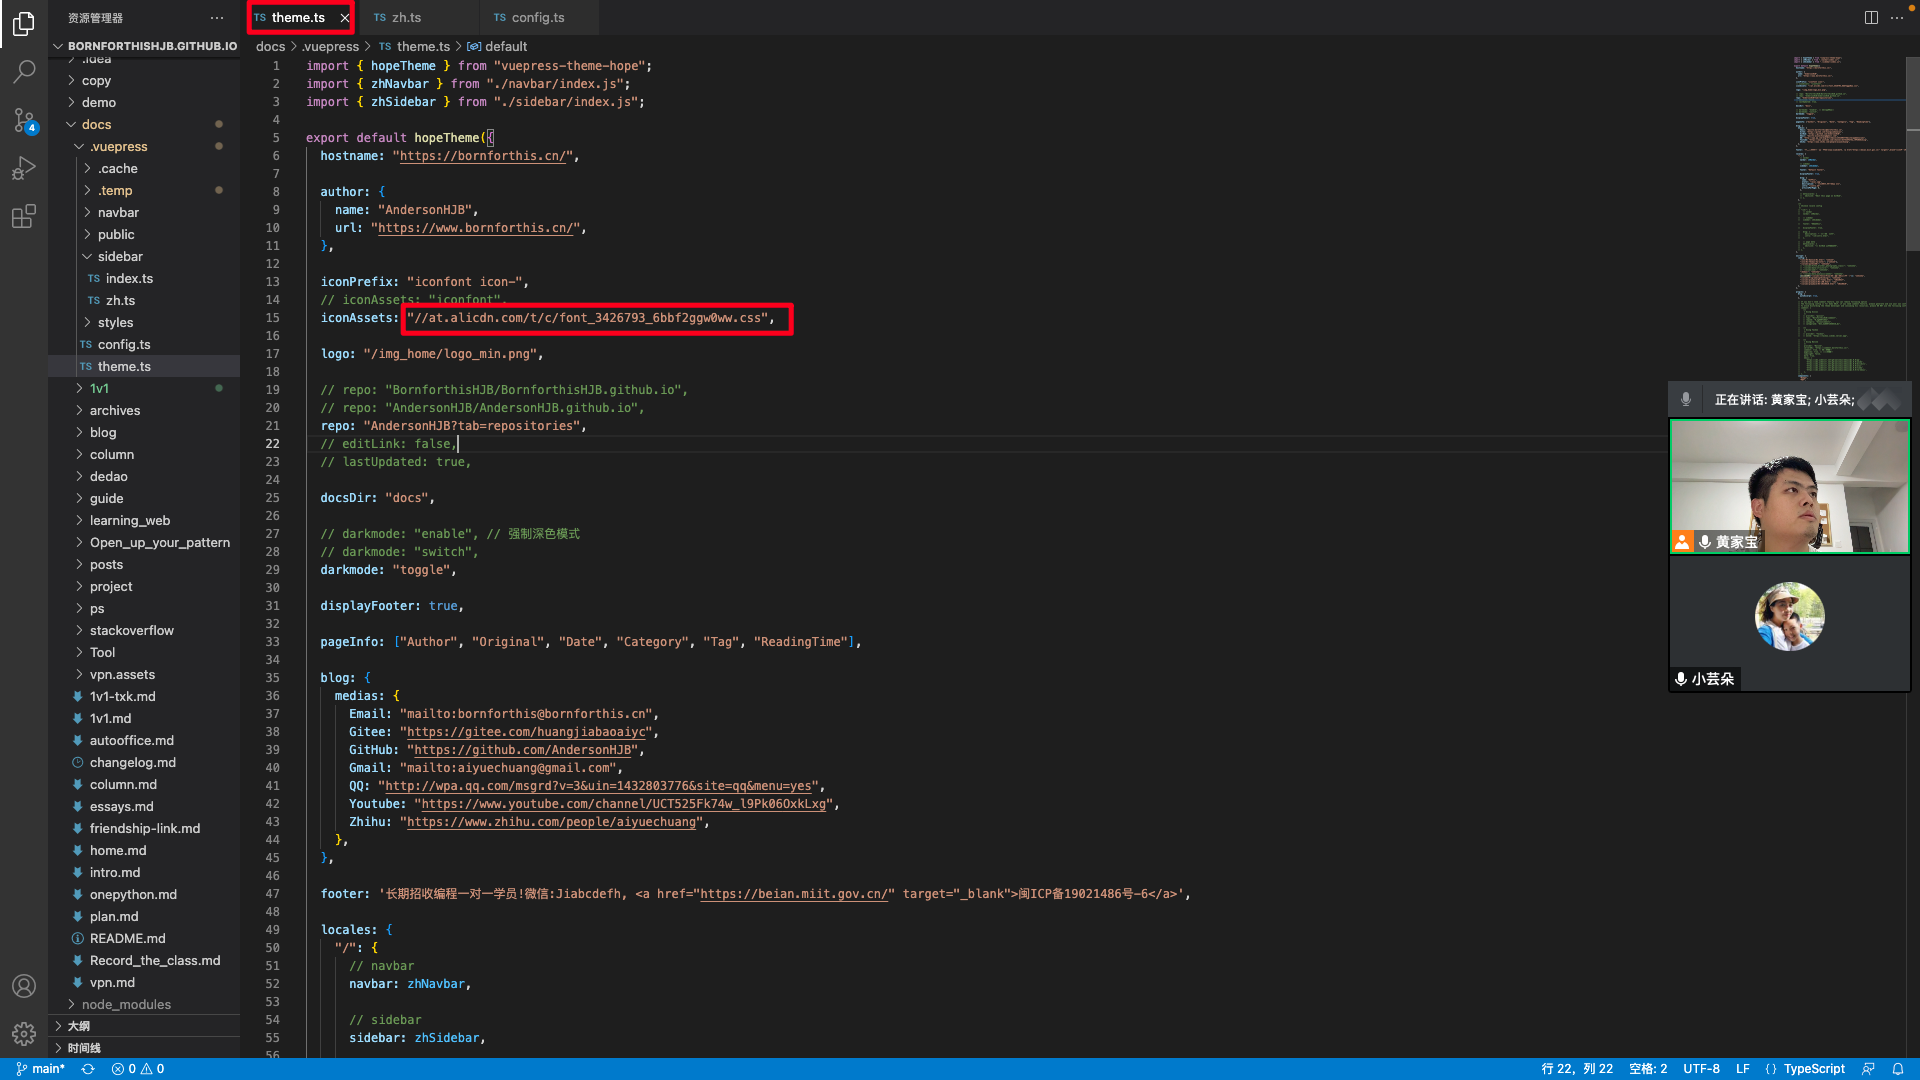 资源管理器
BORNFORTHISHJB.GITHUB.IO
.idea
copy
demo
docs
.vuepress
.cache
.temp
navbar
public
sidebar
TS index.ts
TS zh.ts
styles
TS config.ts
TS theme.ts
1v1
archives
blog
column
dedao
guide
learning_web
Open_up_your_pattern
posts
project
ps
stackoverflow
Tool
vpn.assets
1v1-txk.md
1v1.md
autooffice.md
changelog.md
column.md
essays.md
friendship-link.md
home.md
intro.md
onepython.md
plan.md
README.md
Record_the_class.md
vpn.md
node_modules
大纲
时间线
4
TS theme.ts
TS zh.ts
TS config.ts
docs > .vuepress > TS theme.ts > default
1 import { hopeTheme } from "vuepress-theme-hope";
2 import { zhNavbar } from "./navbar/index.js";
3 import { zhSidebar } from "./sidebar/index.js";
4
5 export default hopeTheme({
6 hostname: "https://bornforthis.cn/",
7
8 author: {
9 name: "AndersonHJB",
10 url: "https://www.bornforthis.cn/",
11 },
12
13 iconPrefix: "iconfont icon-",
14 // iconAssets: "iconfont",
15 iconAssets: "//at.alicdn.com/t/c/font_3426793_6bbf2ggw0ww.css",
16
17 logo: "/img_home/logo_min.png",
18
19 // repo: "BornforthisHJB/BornforthisHJB.github.io",
20 // repo: "AndersonHJB/AndersonHJB.github.io",
21 repo: "AndersonHJB?tab=repositories",
22 // editLink: false,
23 // lastUpdated: true,
24
25 docsDir: "docs",
26
27 // darkmode: "enable", // 强制深色模式
28 // darkmode: "switch",
29 darkmode: "toggle",
30
31 displayFooter: true,
32
33 pageInfo: ["Author", "Original", "Date", "Category", "Tag", "ReadingTime"],
34
35 blog: {
36 medias: {
37 Email: "mailto:bornforthis@bornforthis.cn",
38 Gitee: "https://gitee.com/huangjiabaoaiyc",
39 GitHub: "https://github.com/AndersonHJB",
40 Gmail: "mailto:aiyuechuang@gmail.com",
41 QQ: "http://wpa.qq.com/msgrd?v=3&uin=1432803776&site=qq&menu=yes",
42 Youtube: "https://www.youtube.com/channel/UCT525Fk74w_l9Pk06OxkLxg",
43 Zhihu: "https://www.zhihu.com/people/aiyuechuang",
44 },
45 },
46
47 footer: '长期招收编程一对一学员!微信:Jiabcdefh, <a href="https://beian.miit.gov.cn/" target="_blank">闽ICP备19021486号-6</a>',
48
49 locales: {
50 "/": {
51 // navbar
52 navbar: zhNavbar,
53
54 // sidebar
55 sidebar: zhSidebar,
56
正在讲话: 黄家宝; 小芸朵;
黄家宝
小芸朵
main* 0 0
行 22，列 22 空格: 2 UTF-8 LF {} TypeScript